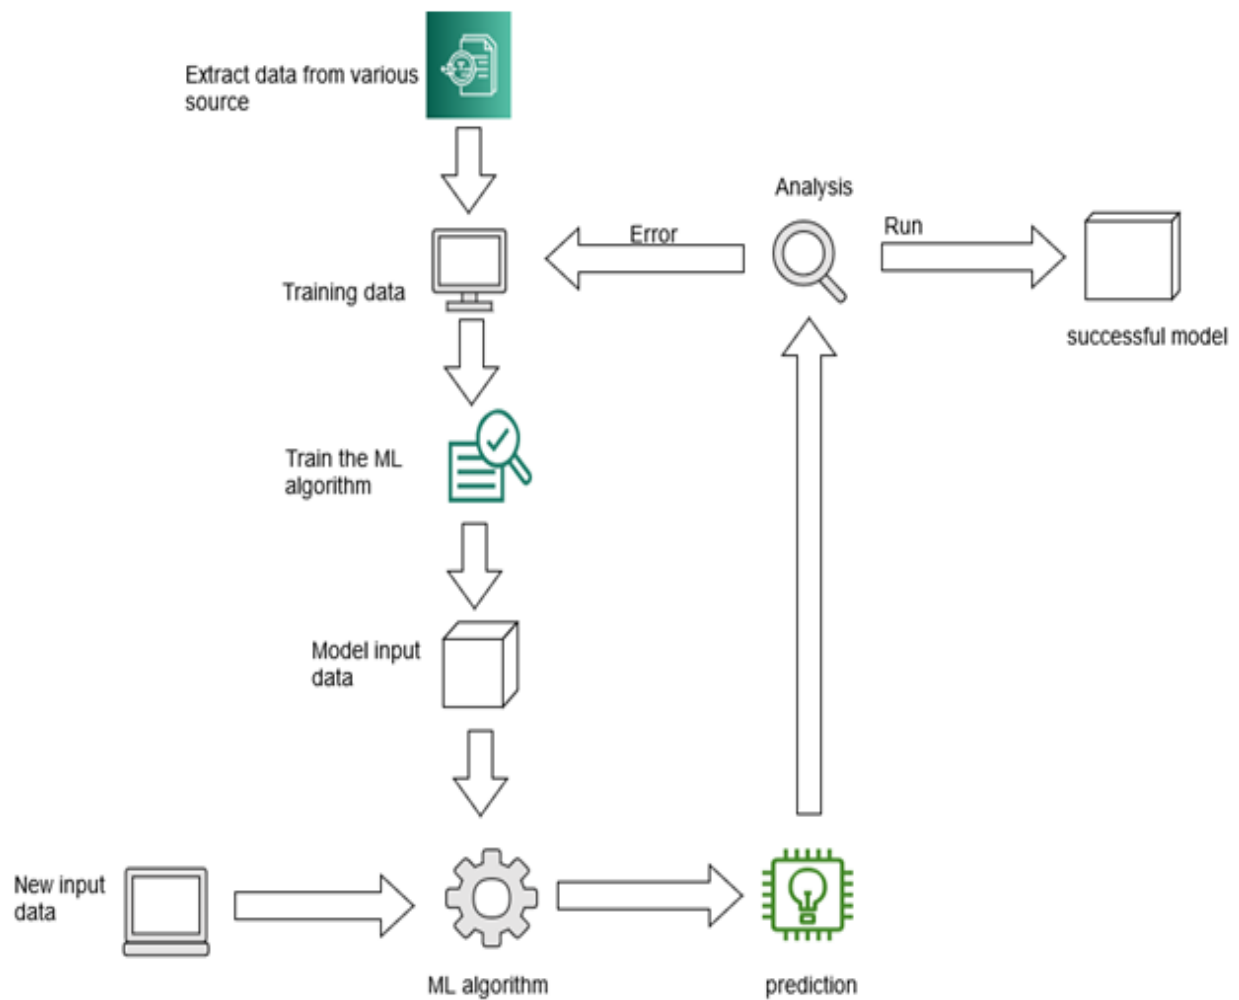 Extract data from various
source
Analysis
Error
Run
Training data
successful model
Train the ML
algorithm
Model input
data
New input
data
ML algorithm
prediction